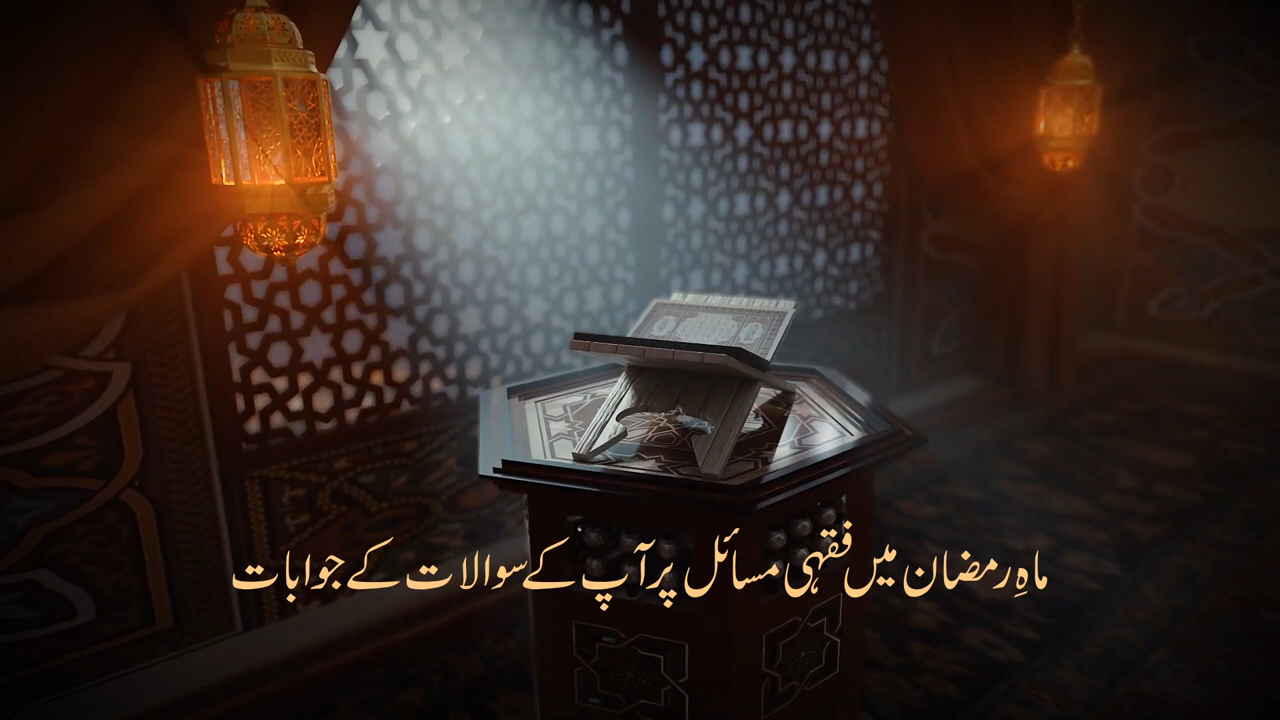 ماہِ رمضان میں فقہی مسائل پر آپ کے سوالات کے جوابات